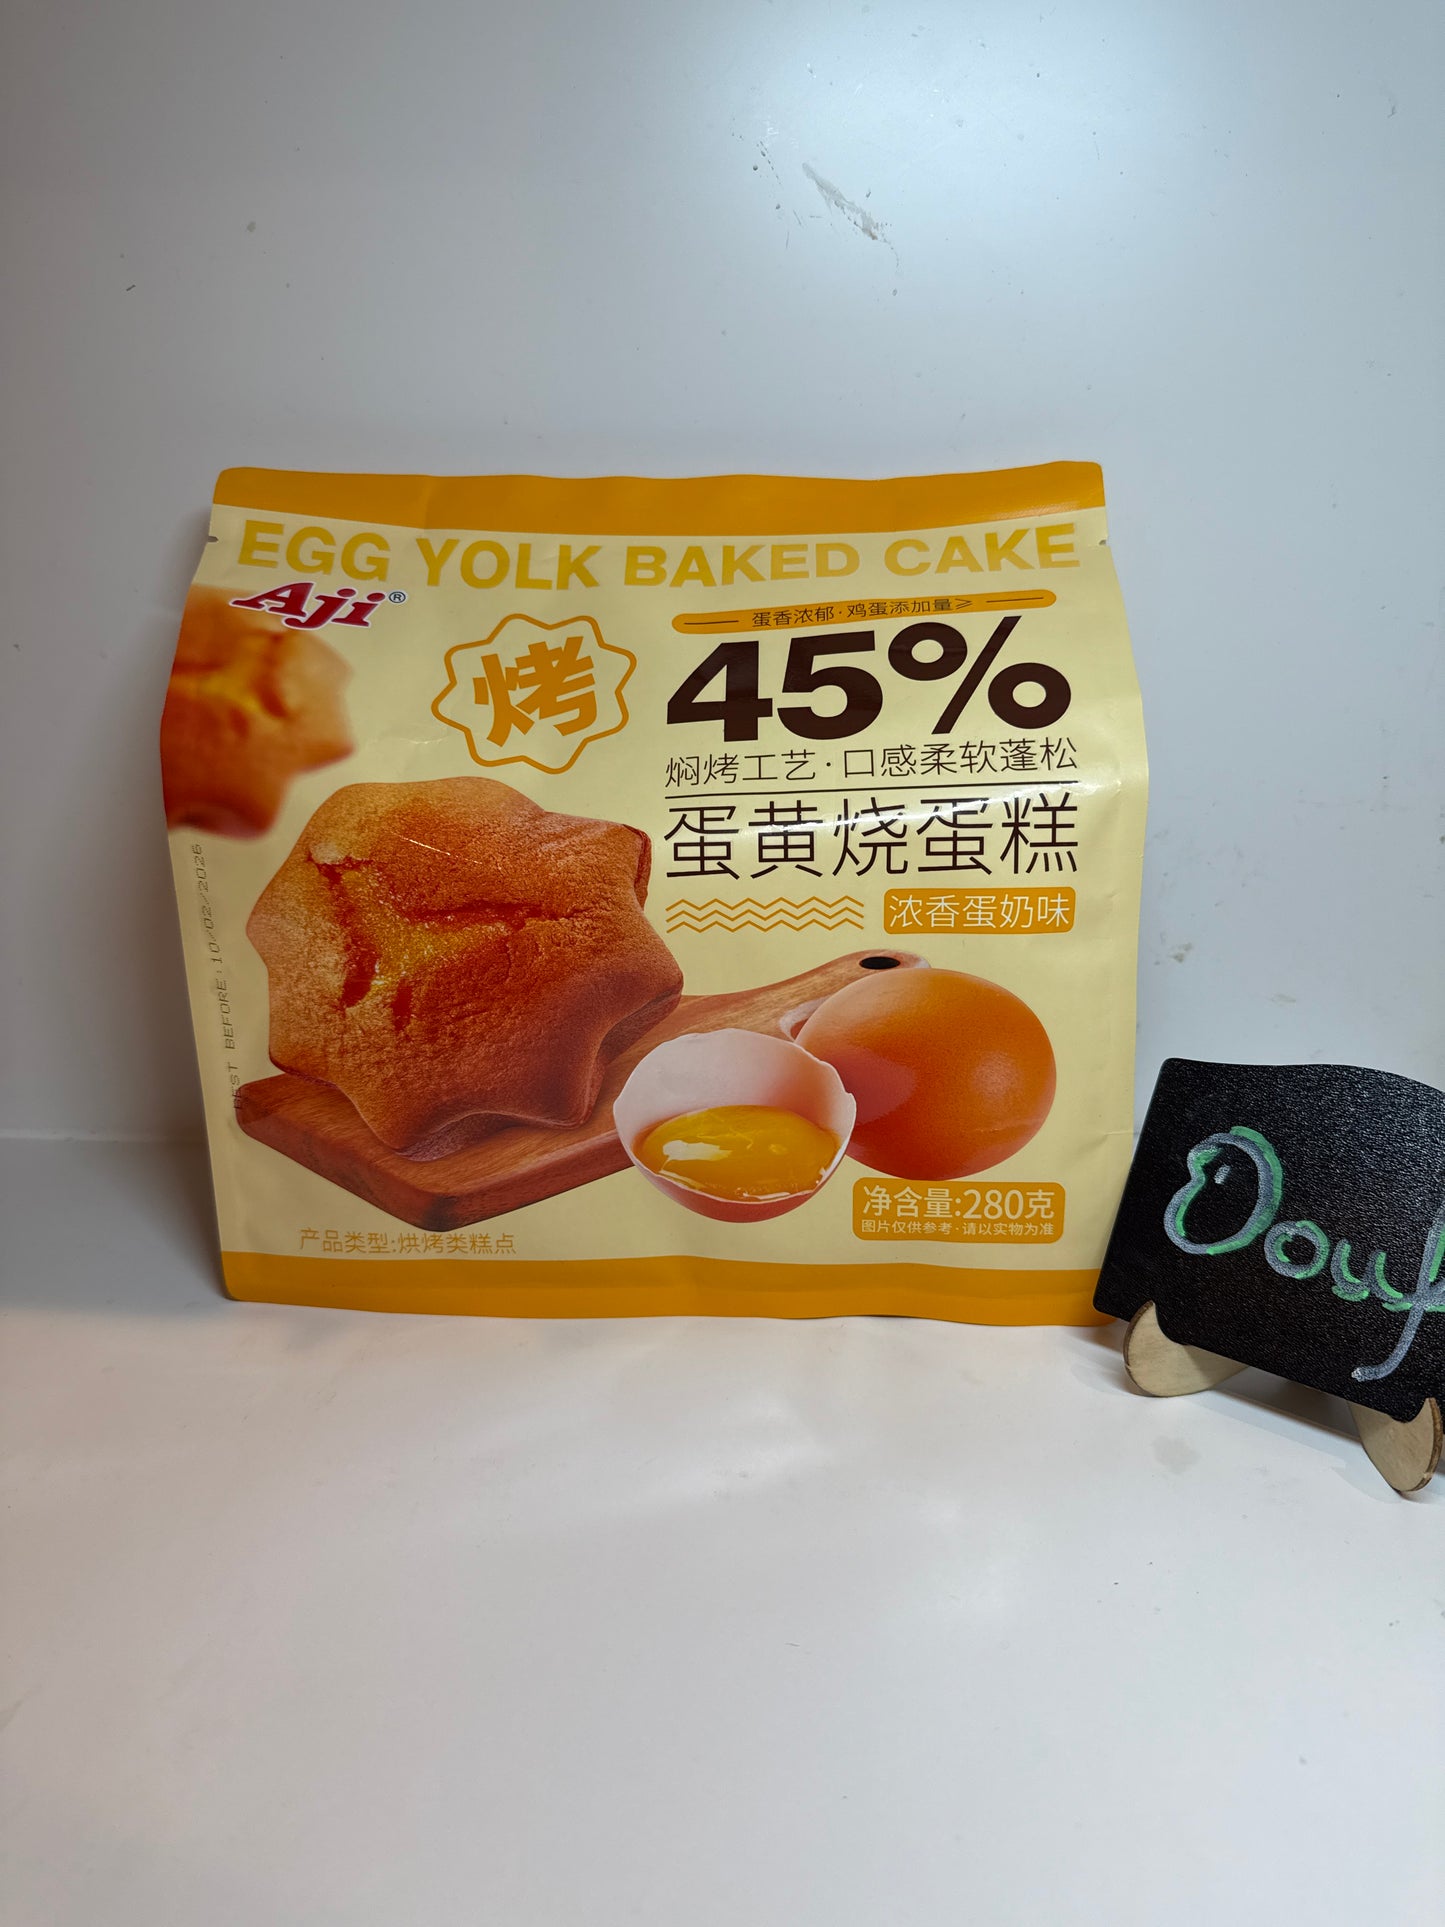 EGG YOLK BAKED CAKE
Aji®
蛋香浓郁·鸡蛋添加量≥
烤
45%
焖烤工艺·口感柔软蓬松
蛋黄烧蛋糕
浓香蛋奶味
BEST BEFORE:10/02/2026
净含量:280克
图片仅供参考·请以实物为准
产品类型:烘烤类糕点